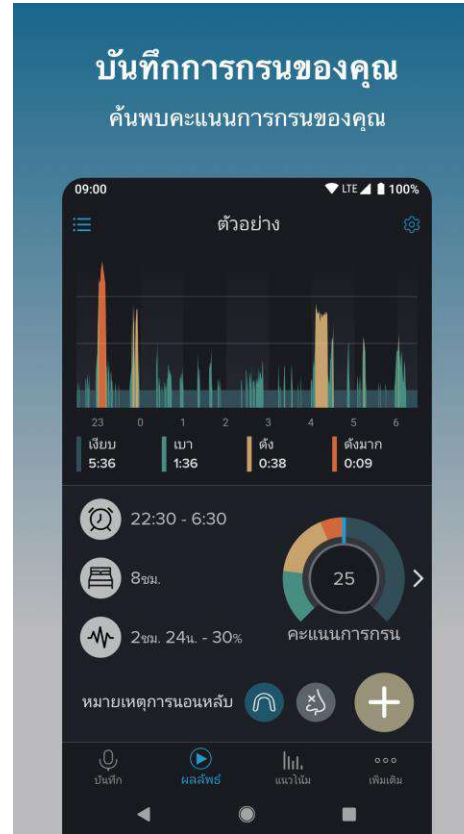 บันทึกการกรนของคุณ
ค้นพบคะแนนการกรนของคุณ
09:00 LTE 100%
ตัวอย่าง
23 0 1 2 3 4 5 6
เงียบ เบา ดัง ดังมาก
5:36 1:36 0:38 0:09
22:30 - 6:30
8ชม.
25
2ชม. 24น. - 30%
คะแนนการกรน
หมายเหตุการนอนหลับ
บันทึก ผลลัพธ์ แนวโน้ม เพิ่มเติม